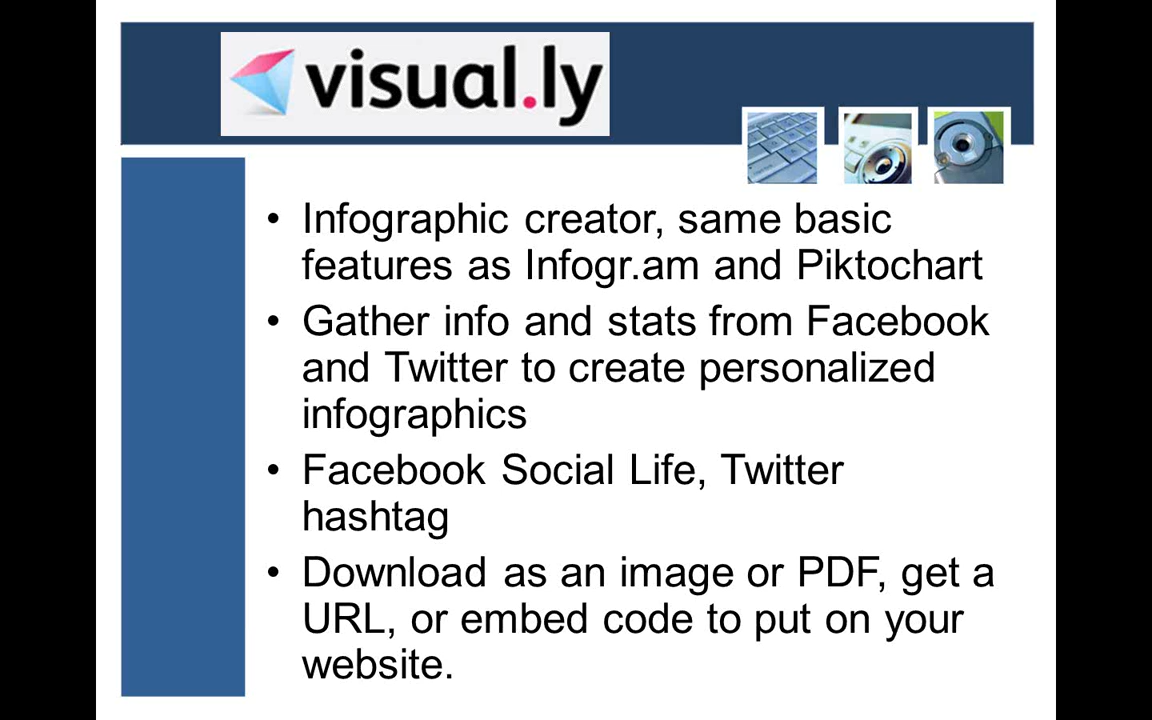 visual.ly
• Infographic creator, same basic
features as Infogr.am and Piktochart
• Gather info and stats from Facebook
and Twitter to create personalized
infographics
• Facebook Social Life, Twitter
hashtag
• Download as an image or PDF, get a
URL, or embed code to put on your
website.